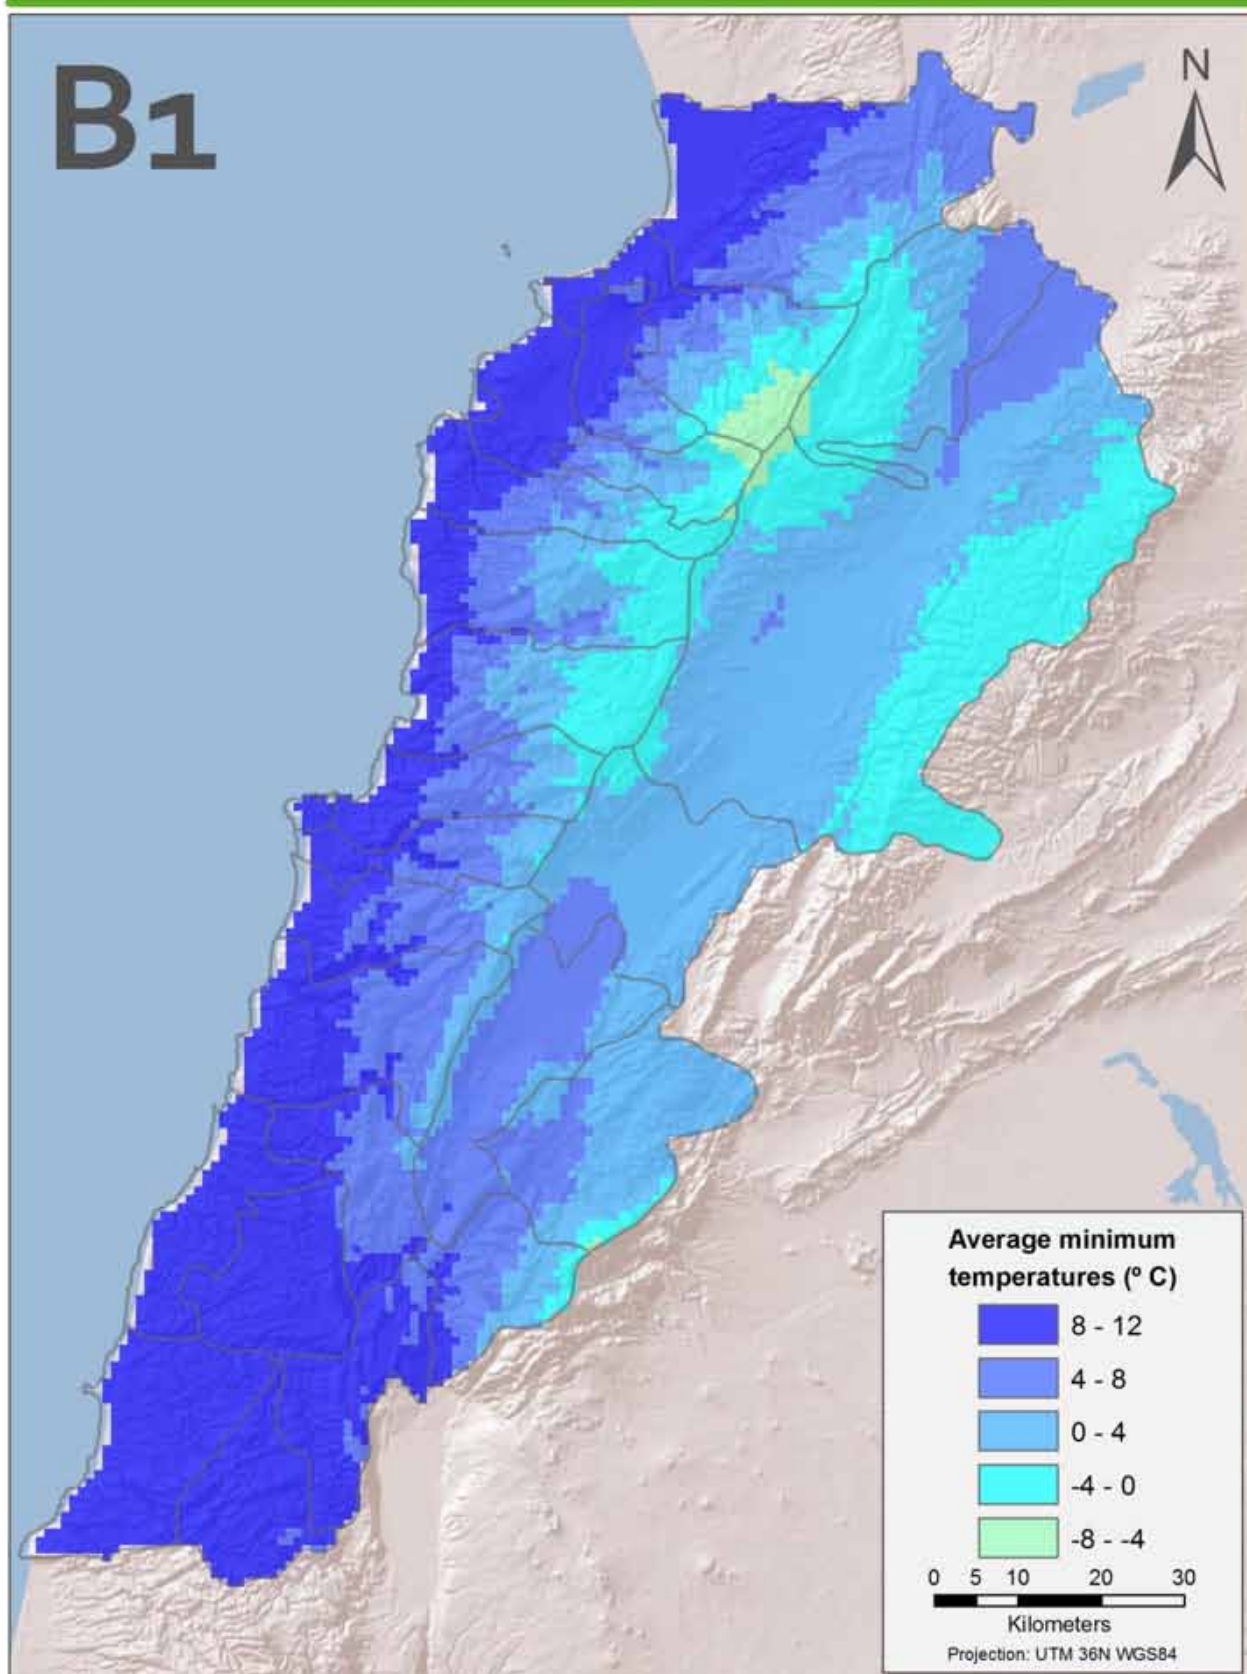 B1
N
Average minimum
temperatures (º C)
8 - 12
4 - 8
0 - 4
-4 - 0
-8 - -4
0 5 10 20 30
Kilometers
Projection: UTM 36N WGS84